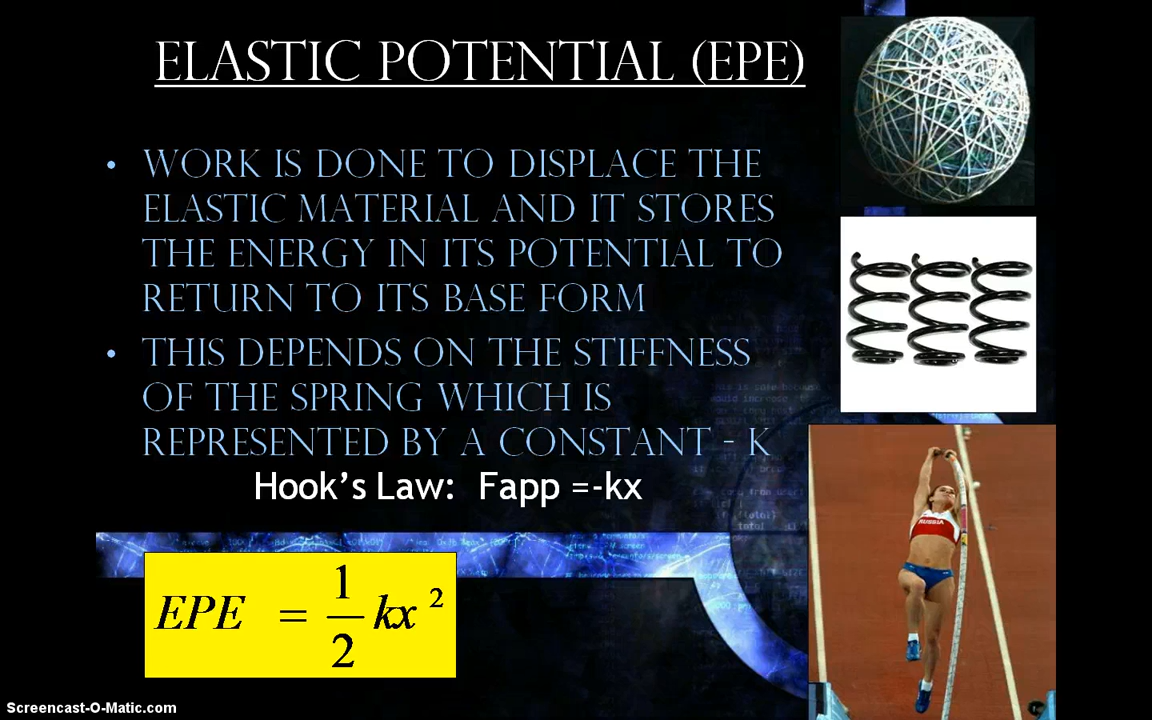 ELASTIC POTENTIAL (EPE)
• WORK IS DONE TO DISPLACE THE
ELASTIC MATERIAL AND IT STORES
THE ENERGY IN ITS POTENTIAL TO
RETURN TO ITS BASE FORM
• THIS DEPENDS ON THE STIFFNESS
OF THE SPRING WHICH IS
REPRESENTED BY A CONSTANT - K
Hook's Law: Fapp =-kx
EPE = 1/2 kx²
RUSSIA
Screencast-O-Matic.com